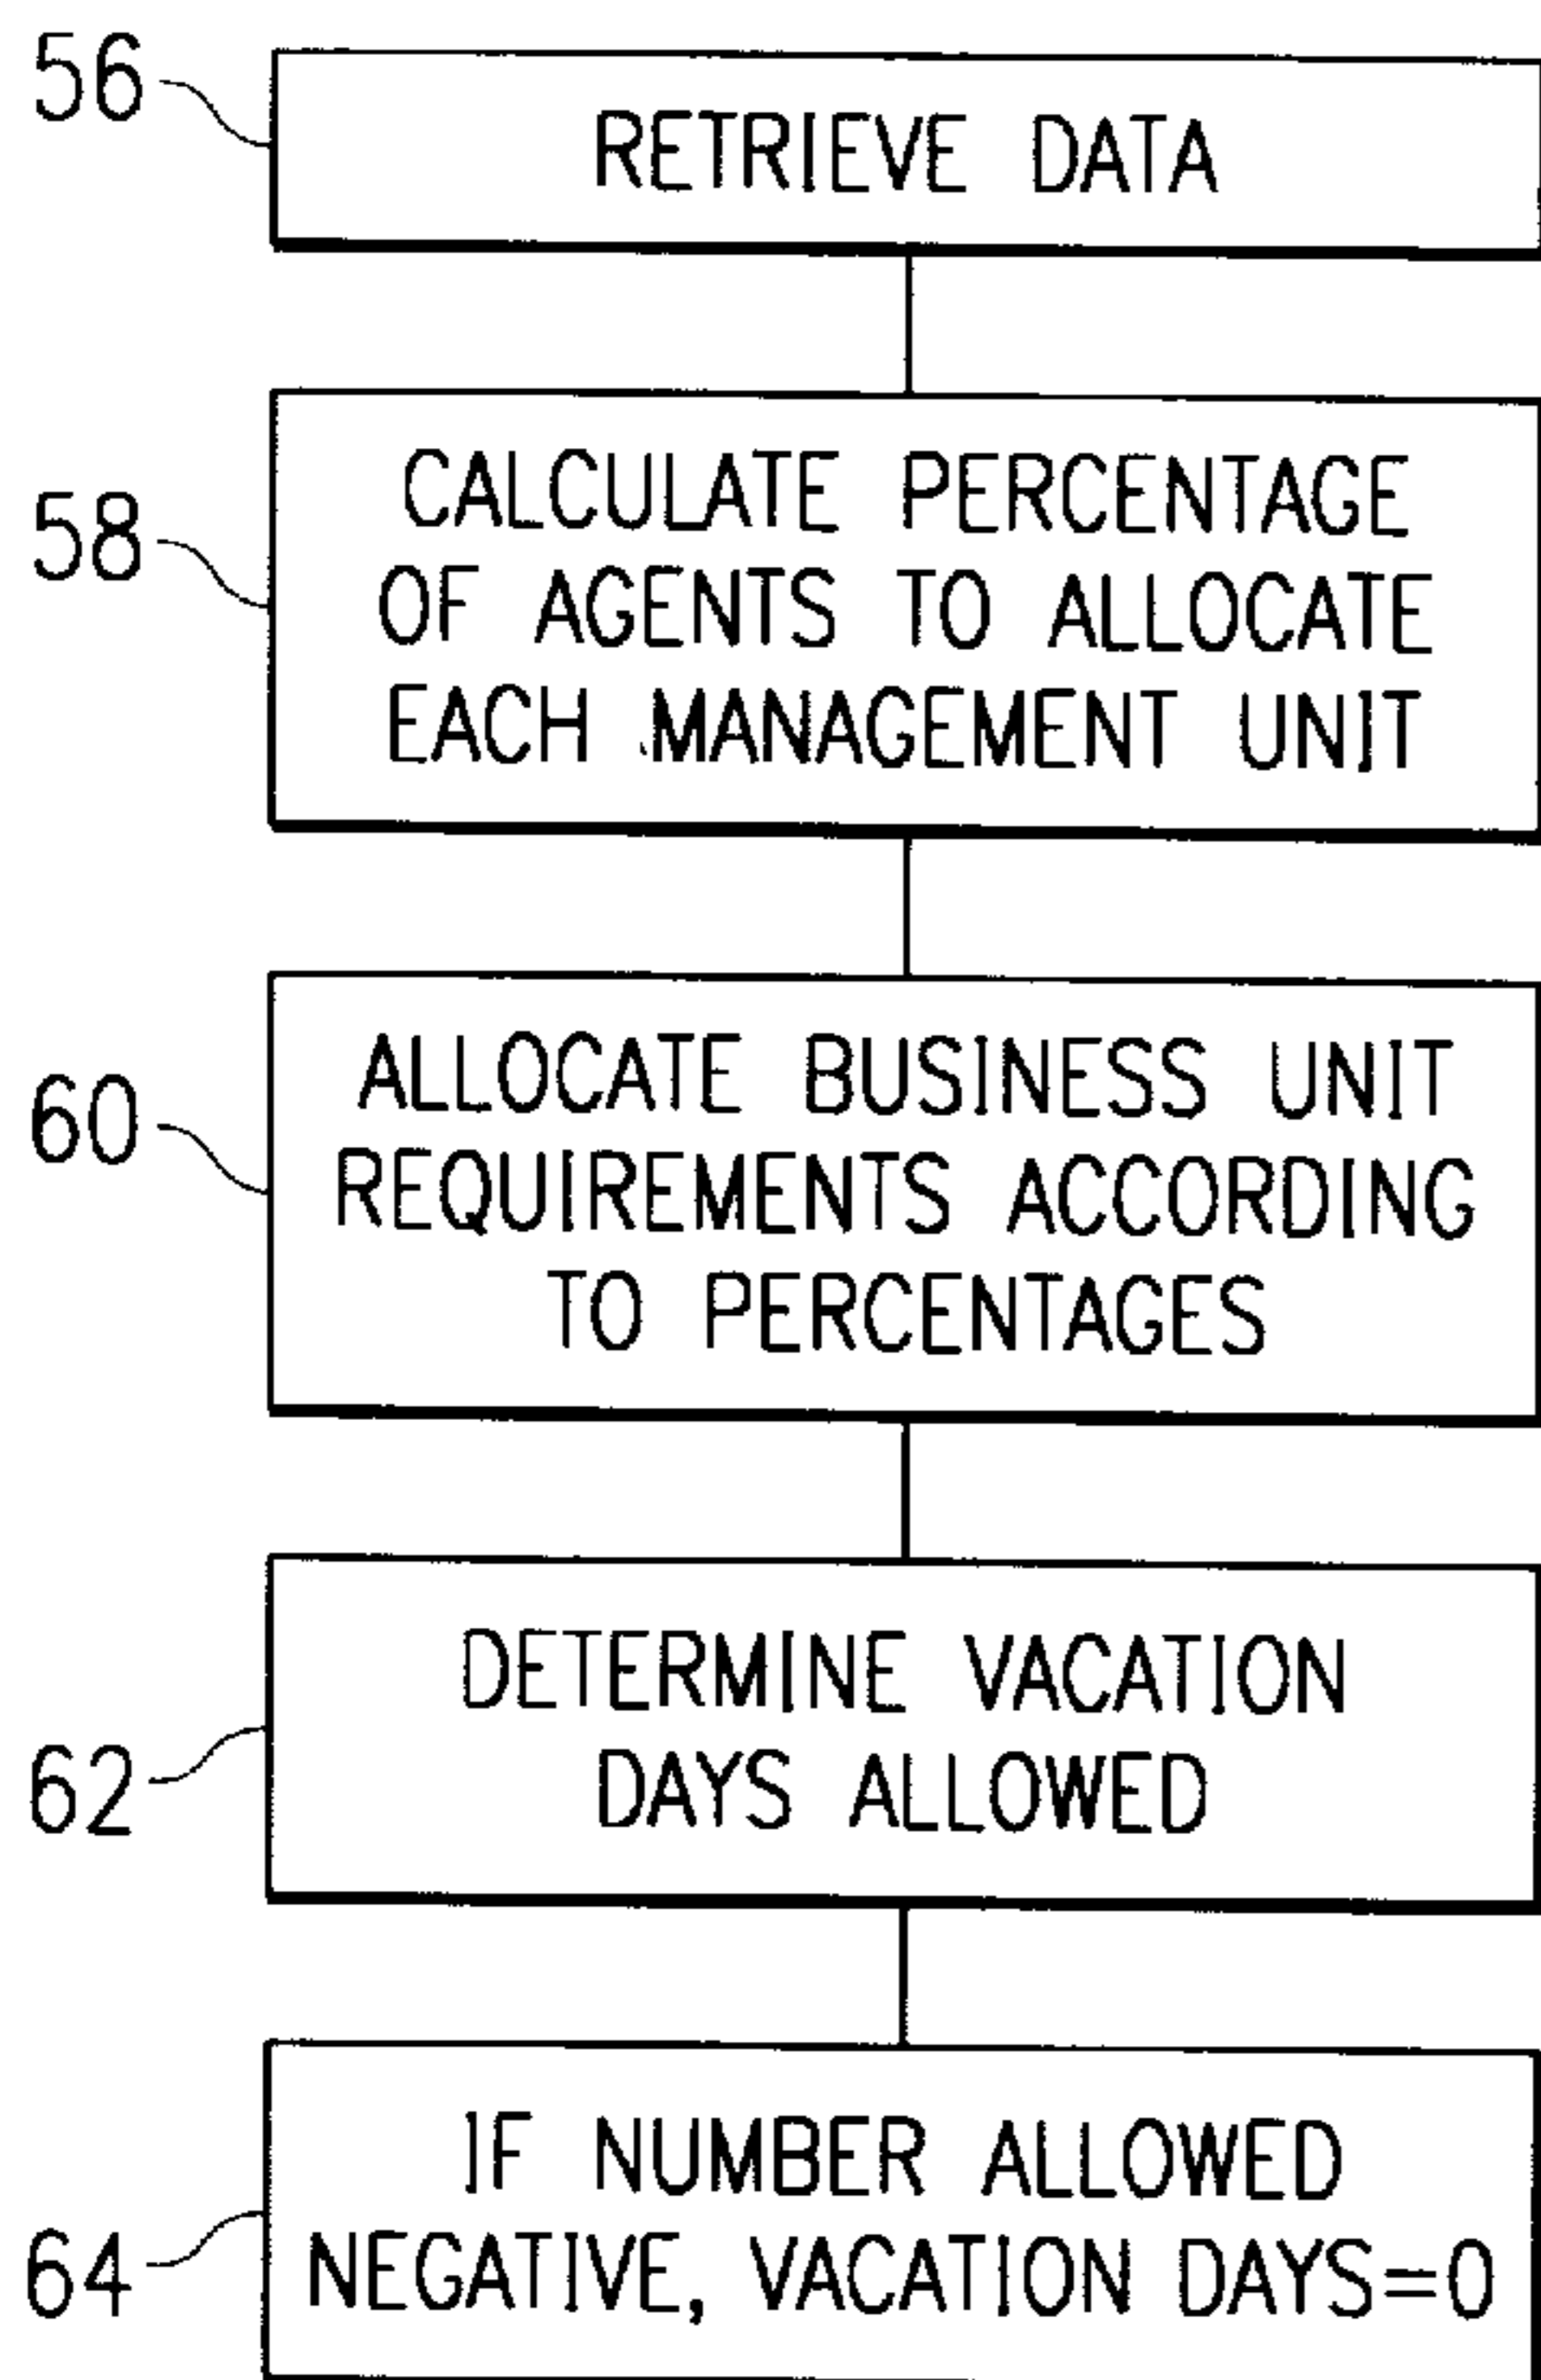 56
RETRIEVE DATA
58
CALCULATE PERCENTAGE
OF AGENTS TO ALLOCATE
EACH MANAGEMENT UNIT
60
ALLOCATE BUSINESS UNIT
REQUIREMENTS ACCORDING
TO PERCENTAGES
62
DETERMINE VACATION
DAYS ALLOWED
64
IF NUMBER ALLOWED
NEGATIVE, VACATION DAYS=0